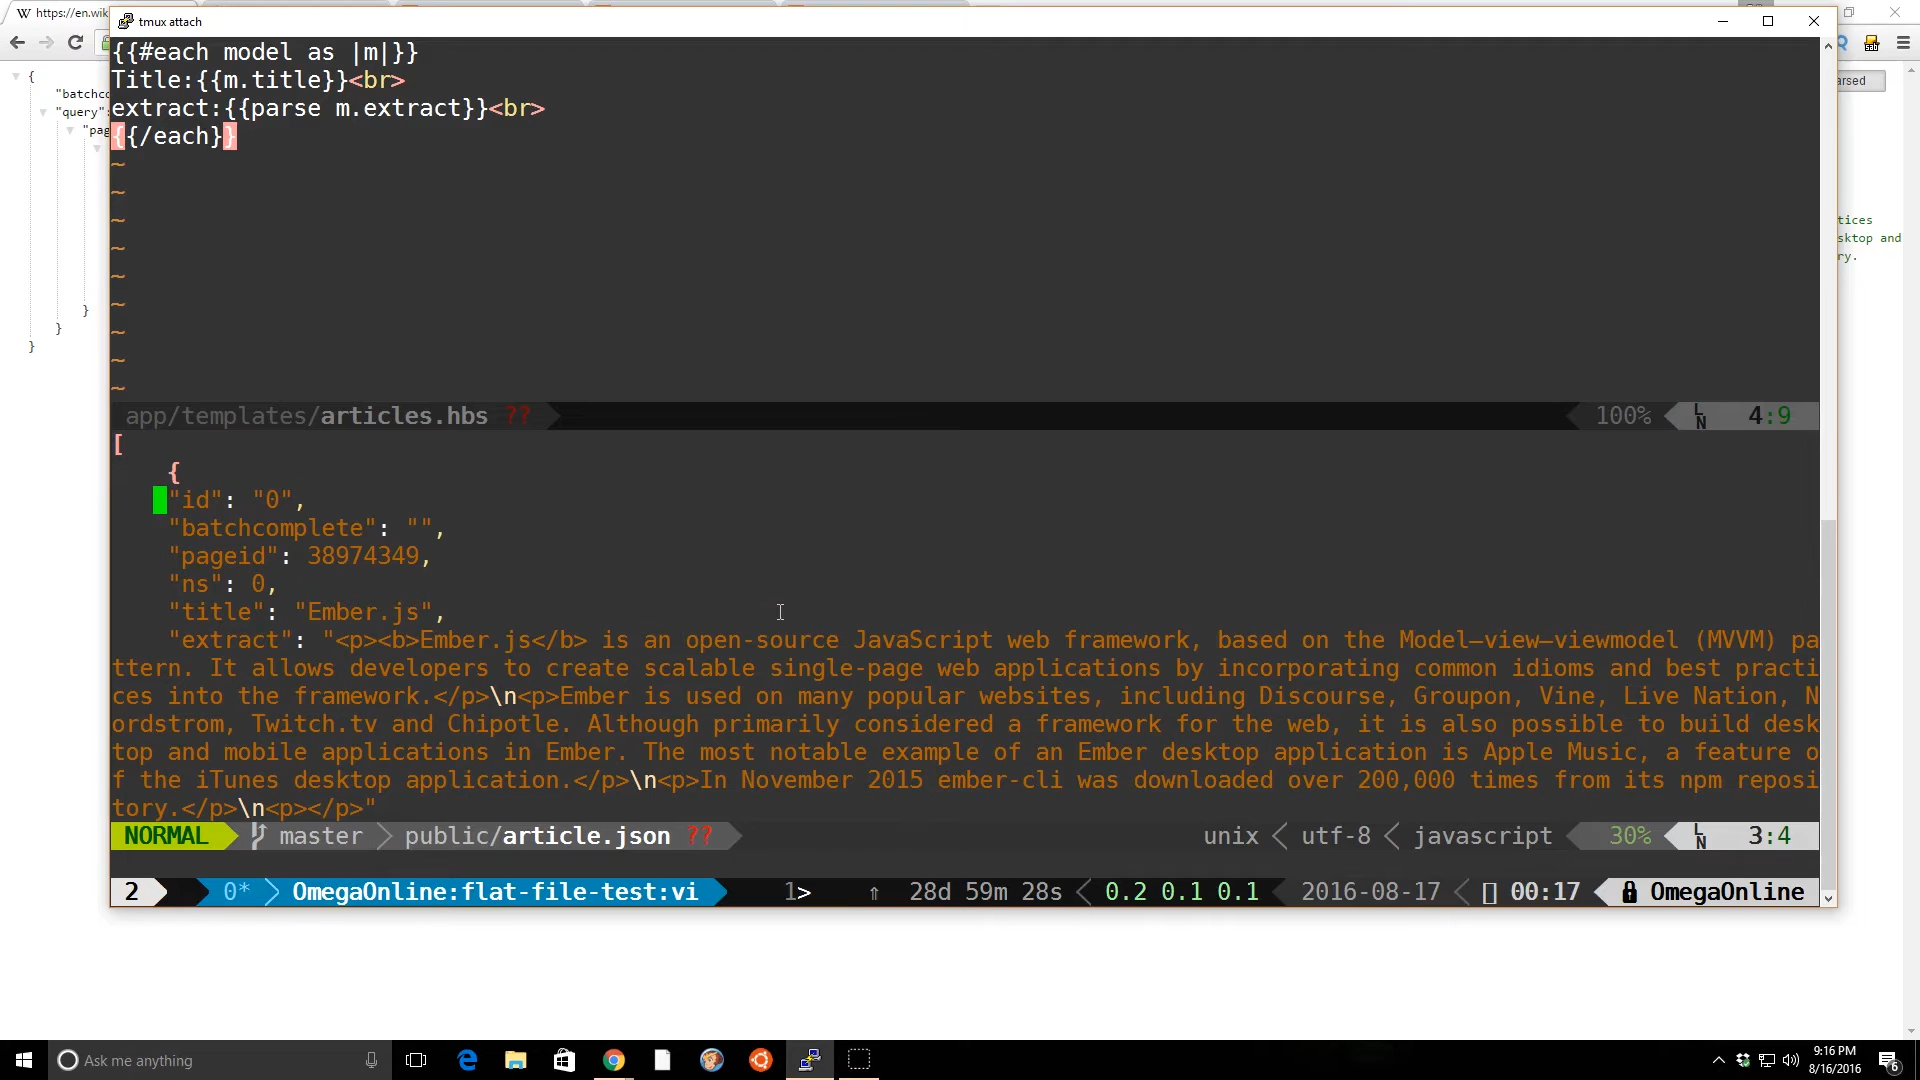 https://en.wik
tmux attach
{
"batchco
"query":
"pag
}
}
}
arsed
tices
sktop and
ry.
{{#each model as |m|}}
Title:{{m.title}}<br>
extract:{{parse m.extract}}<br>
{{/each}}
~
~
~
~
~
~
~
~
~
app/templates/articles.hbs ?? 100% LN 4:9
[
{
"id": "0",
"batchcomplete": "",
"pageid": 38974349,
"ns": 0,
"title": "Ember.js",
"extract": "<p><b>Ember.js</b> is an open-source JavaScript web framework, based on the Model–view–viewmodel (MVVM) pa
ttern. It allows developers to create scalable single-page web applications by incorporating common idioms and best practi
ces into the framework.</p>\n<p>Ember is used on many popular websites, including Discourse, Groupon, Vine, Live Nation, N
ordstrom, Twitch.tv and Chipotle. Although primarily considered a framework for the web, it is also possible to build desk
top and mobile applications in Ember. The most notable example of an Ember desktop application is Apple Music, a feature o
f the iTunes desktop application.</p>\n<p>In November 2015 ember-cli was downloaded over 200,000 times from its npm reposi
tory.</p>\n<p></p>"
NORMAL master public/article.json ?? unix utf-8 javascript 30% LN 3:4
2 0* OmegaOnline:flat-file-test:vi 1> ⇑ 28d 59m 28s 0.2 0.1 0.1 2016-08-17 00:17 OmegaOnline
Ask me anything
9:16 PM
8/16/2016
6